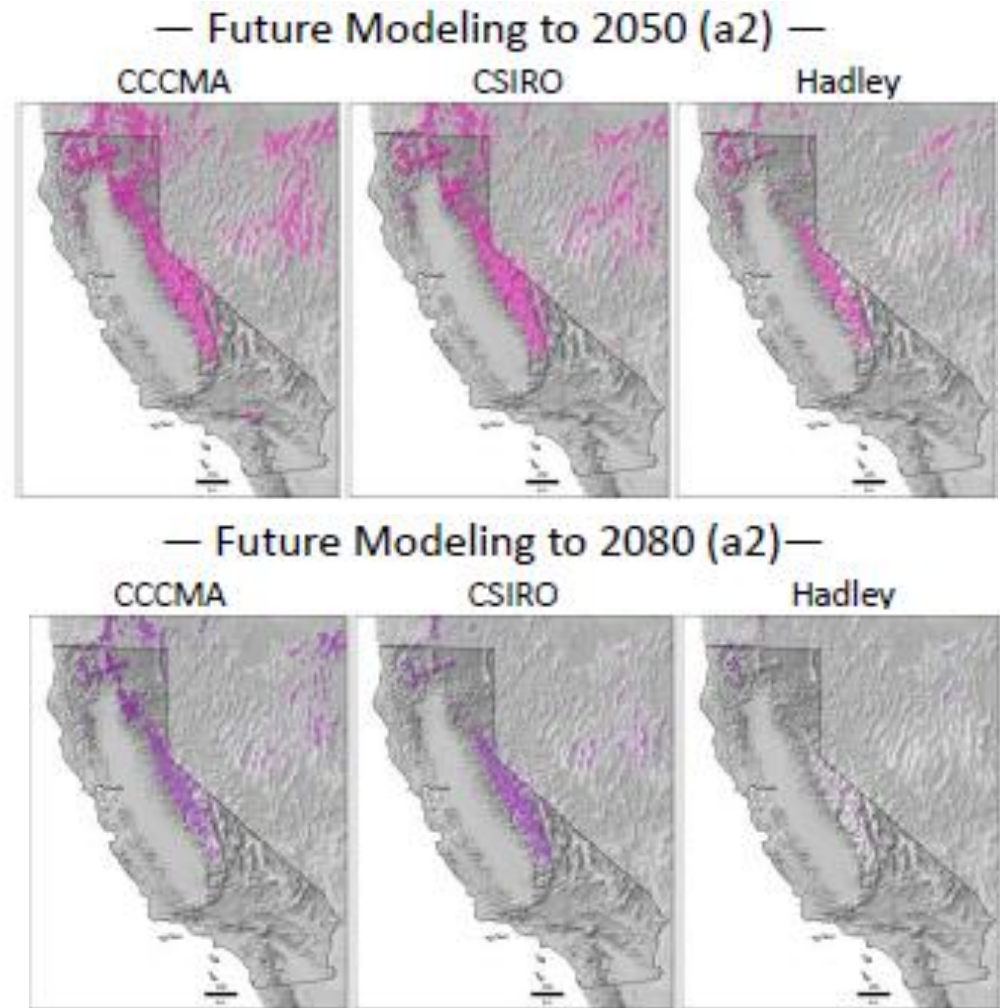 — Future Modeling to 2050 (a2) —
CCCMA CSIRO Hadley
— Future Modeling to 2080 (a2)—
CCCMA CSIRO Hadley